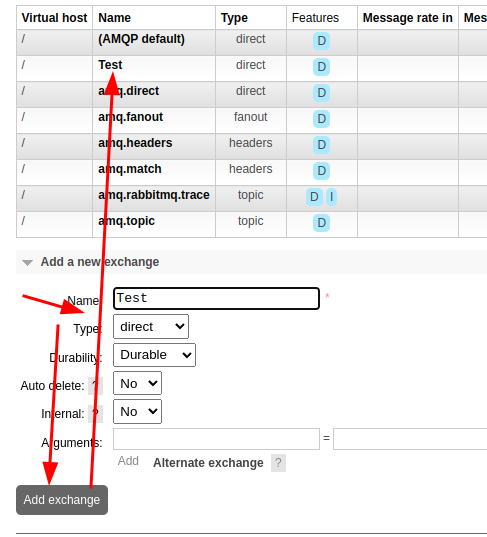 Virtual host Name Type Features Message rate in Mes
/ (AMQP default) direct D
/ Test direct D
/ amq.direct direct D
/ amq.fanout fanout D
/ amq.headers headers D
/ amq.match headers D
/ amq.rabbitmq.trace topic D I
/ amq.topic topic D
Add a new exchange
Name: Test *
Type: direct
Durability: Durable
Auto delete: ? No
Internal: ? No
Arguments: =
Add Alternate exchange ?
Add exchange